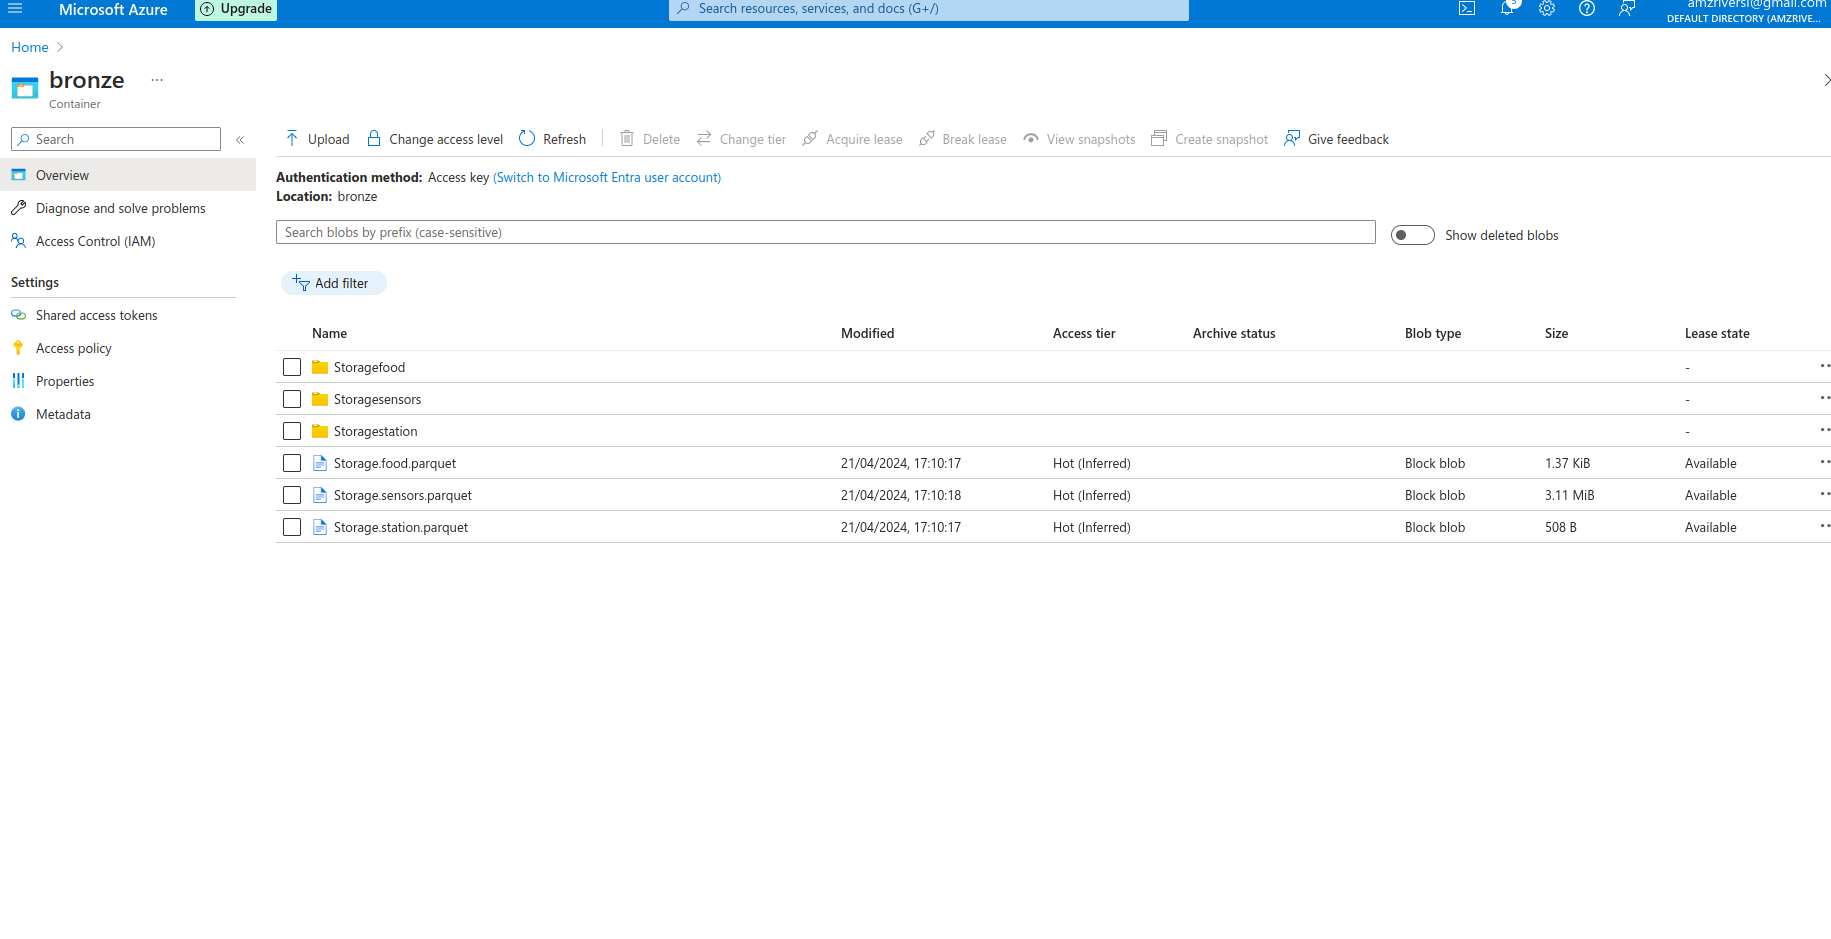 Microsoft Azure
Upgrade
Search resources, services, and docs (G+/)
amzriversi@gmail.com
DEFAULT DIRECTORY (AMZRIVE...
Home
bronze
...
Container
Search
Upload
Change access level
Refresh
Delete
Change tier
Acquire lease
Break lease
View snapshots
Create snapshot
Give feedback
Overview
Diagnose and solve problems
Access Control (IAM)
Settings
Shared access tokens
Access policy
Properties
Metadata
Authentication method: Access key (Switch to Microsoft Entra user account)
Location: bronze
Search blobs by prefix (case-sensitive)
Show deleted blobs
Add filter
Name Modified Access tier Archive status Blob type Size Lease state
Storagefood -
Storagesensors -
Storagestation -
Storage.food.parquet 21/04/2024, 17:10:17 Hot (Inferred) Block blob 1.37 KiB Available
Storage.sensors.parquet 21/04/2024, 17:10:18 Hot (Inferred) Block blob 3.11 MiB Available
Storage.station.parquet 21/04/2024, 17:10:17 Hot (Inferred) Block blob 508 B Available